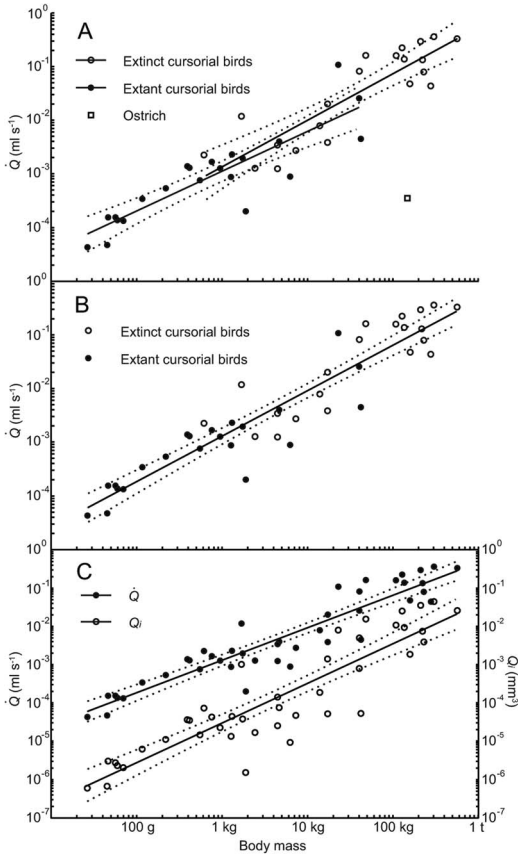 A
Extinct cursorial birds
Extant cursorial birds
Ostrich
Q̇ (ml s⁻¹)
10⁰
10⁻¹
10⁻²
10⁻³
10⁻⁴
10⁰
B
Extinct cursorial birds
Extant cursorial birds
Q̇ (ml s⁻¹)
10⁻¹
10⁻²
10⁻³
10⁻⁴
10⁰
C
Q̇
Qi
Q̇ (ml s⁻¹)
10⁻¹
10⁻²
10⁻³
10⁻⁴
10⁻⁵
10⁻⁶
10⁻⁷
10⁰
10⁻¹
10⁻²
10⁻³
10⁻⁴
10⁻⁵
10⁻⁶
10⁻⁷
Qi (mm³)
100 g
1 kg
10 kg
100 kg
1 t
Body mass